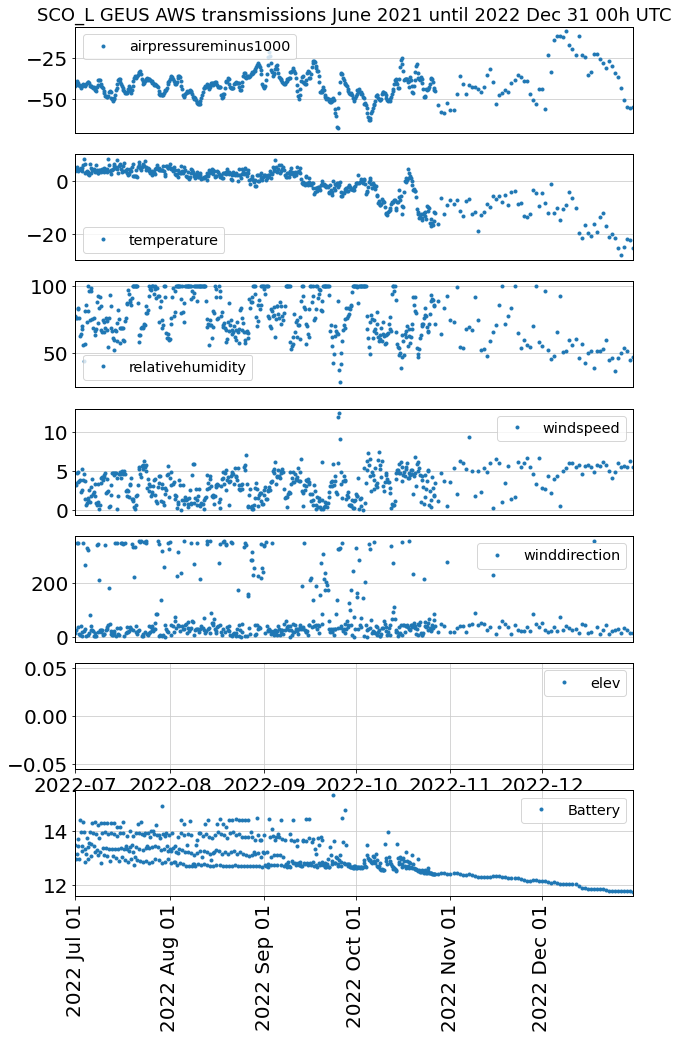 SCO_L GEUS AWS transmissions June 2021 until 2022 Dec 31 00h UTC
airpressureminus1000
−25
−50
0
−20
temperature
100
50
relativehumidity
windspeed
10
5
0
winddirection
200
0
elev
0.05
0.00
−0.05
2022-07 2022-08 2022-09 2022-10 2022-11 2022-12
Battery
14
12
2022 Jul 01
2022 Aug 01
2022 Sep 01
2022 Oct 01
2022 Nov 01
2022 Dec 01